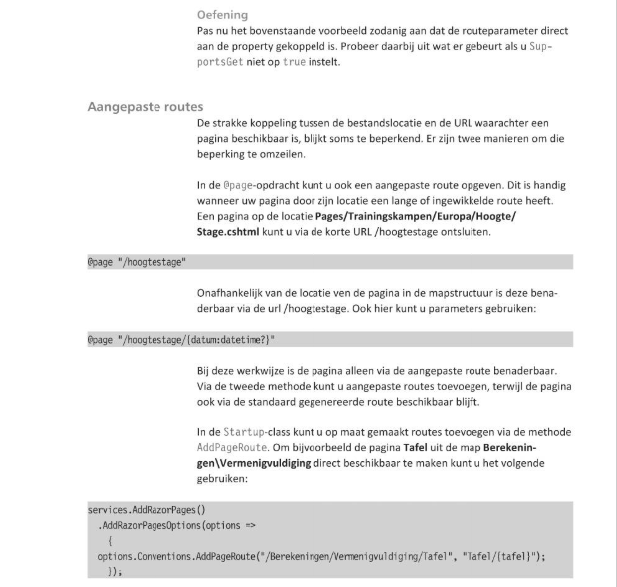 Oefening
Pas nu het bovenstaande voorbeeld zodanig aan dat de routeparameter direct
aan de property gekoppeld is. Probeer daarbij uit wat er gebeurt als u Sup-
portsGet niet op true instelt.
Aangepaste routes
De strakke koppeling tussen de bestandslocatie en de URL waarachter een
pagina beschikbaar is, blijkt soms te beperkend. Er zijn twee manieren om die
beperking te omzeilen.
In de @page-opdracht kunt u ook een aangepaste route opgeven. Dit is handig
wanneer uw pagina door zijn locatie een lange of ingewikkelde route heeft.
Een pagina op de locatie Pages/Trainingskampen/Europa/Hoogte/
Stage.cshtml kunt u via de korte URL /hoogtestage ontsluiten.
@page "/hoogtestage"
Onafhankelijk van de locatie ven de pagina in de mapstructuur is deze bena-
derbaar via de url /hoogtestage. Ook hier kunt u parameters gebruiken:
@page "/hoogtestage/{datum:datetime?}"
Bij deze werkwijze is de pagina alleen via de aangepaste route benaderbaar.
Via de tweede methode kunt u aangepaste routes toevoegen, terwijl de pagina
ook via de standaard gegenereerde route beschikbaar blijft.
In de Startup-class kunt u op maat gemaakt routes toevoegen via de methode
AddPageRoute. Om bijvoorbeeld de pagina Tafel uit de map Berekenin-
gen\Vermenigvuldiging direct beschikbaar te maken kunt u het volgende
gebruiken:
services.AddRazorPages()
.AddRazorPagesOptions(options =>
{
options.Conventions.AddPageRoute("/Berekeningen/Vermenigvuldiging/Tafel", "Tafel/{tafel}");
});